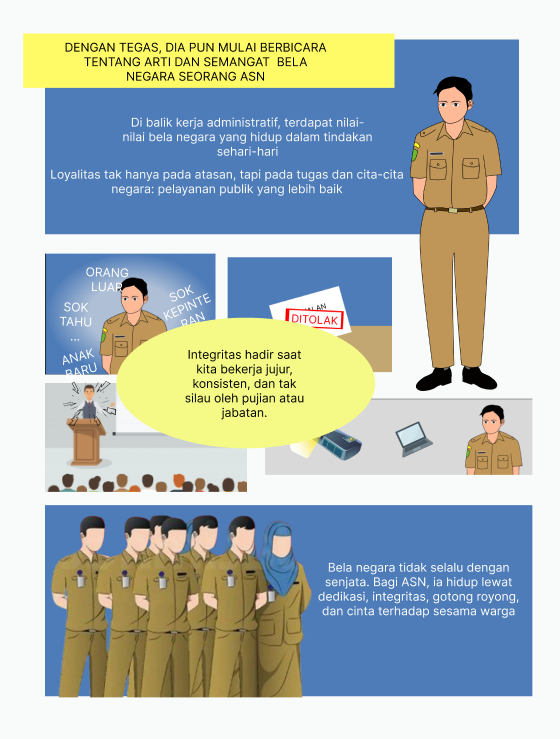 DENGAN TEGAS, DIA PUN MULAI BERBICARA
TENTANG ARTI DAN SEMANGAT BELA
NEGARA SEORANG ASN
Di balik kerja administratif, terdapat nilai-
nilai bela negara yang hidup dalam tindakan
sehari-hari
Loyalitas tak hanya pada atasan, tapi pada tugas dan cita-cita
negara: pelayanan publik yang lebih baik
ORANG
LUAR
SOK
TAHU
...
SOK
KEPINTE
RAN
ANAK
BARU
DITOLAK
Integritas hadir saat
kita bekerja jujur,
konsisten, dan tak
silau oleh pujian atau
jabatan.
Bela negara tidak selalu dengan
senjata. Bagi ASN, ia hidup lewat
dedikasi, integritas, gotong royong,
dan cinta terhadap sesama warga